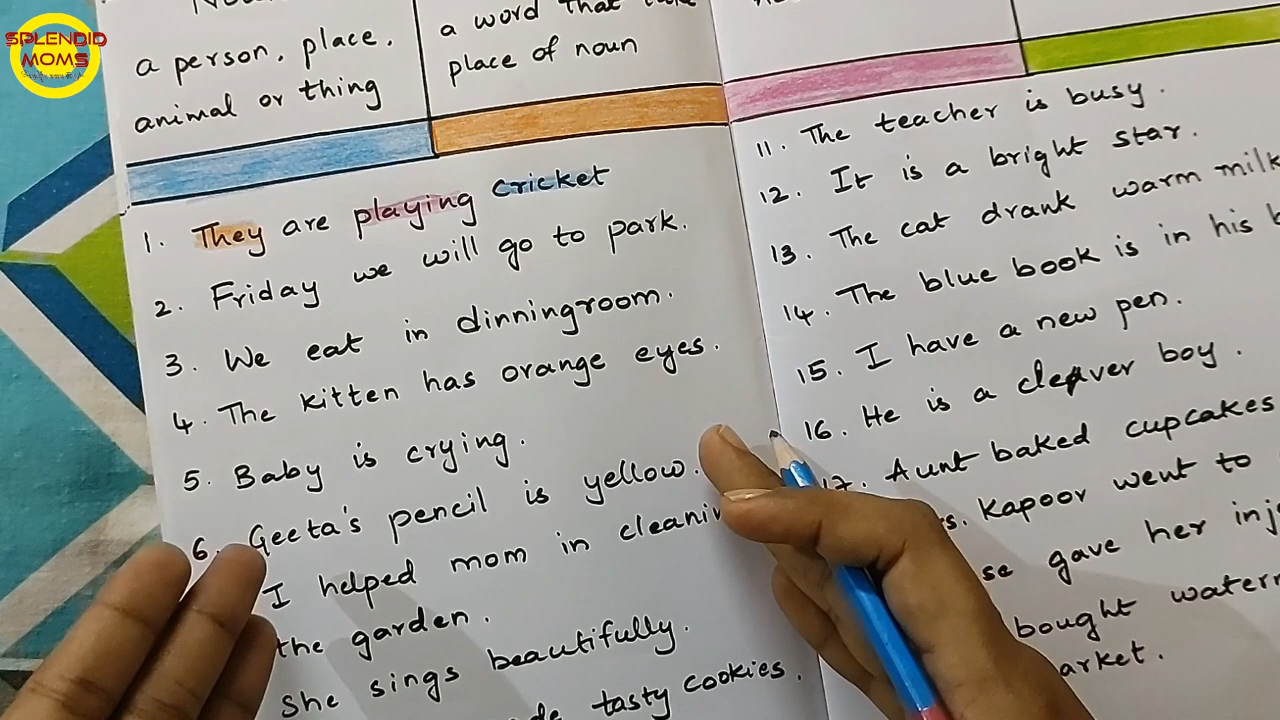 SPLENDID
MOMS
a person, place,
animal or thing
a word that
place of noun
1. They are playing cricket
2. Friday we will go to park.
3. We eat in dinningroom.
4. The kitten has orange eyes.
5. Baby is crying.
6. Geeta's pencil is yellow.
I helped mom in
the garden.
She sings beautifully.
tasty cookies.
11. The teacher is busy.
12. It is a bright star.
13. The cat drank warm milk
14. The blue book is in his
15. I have a new pen.
16. He is a clever boy.
17. Aunt baked cupcakes
Kapoor went to
gave her
bought